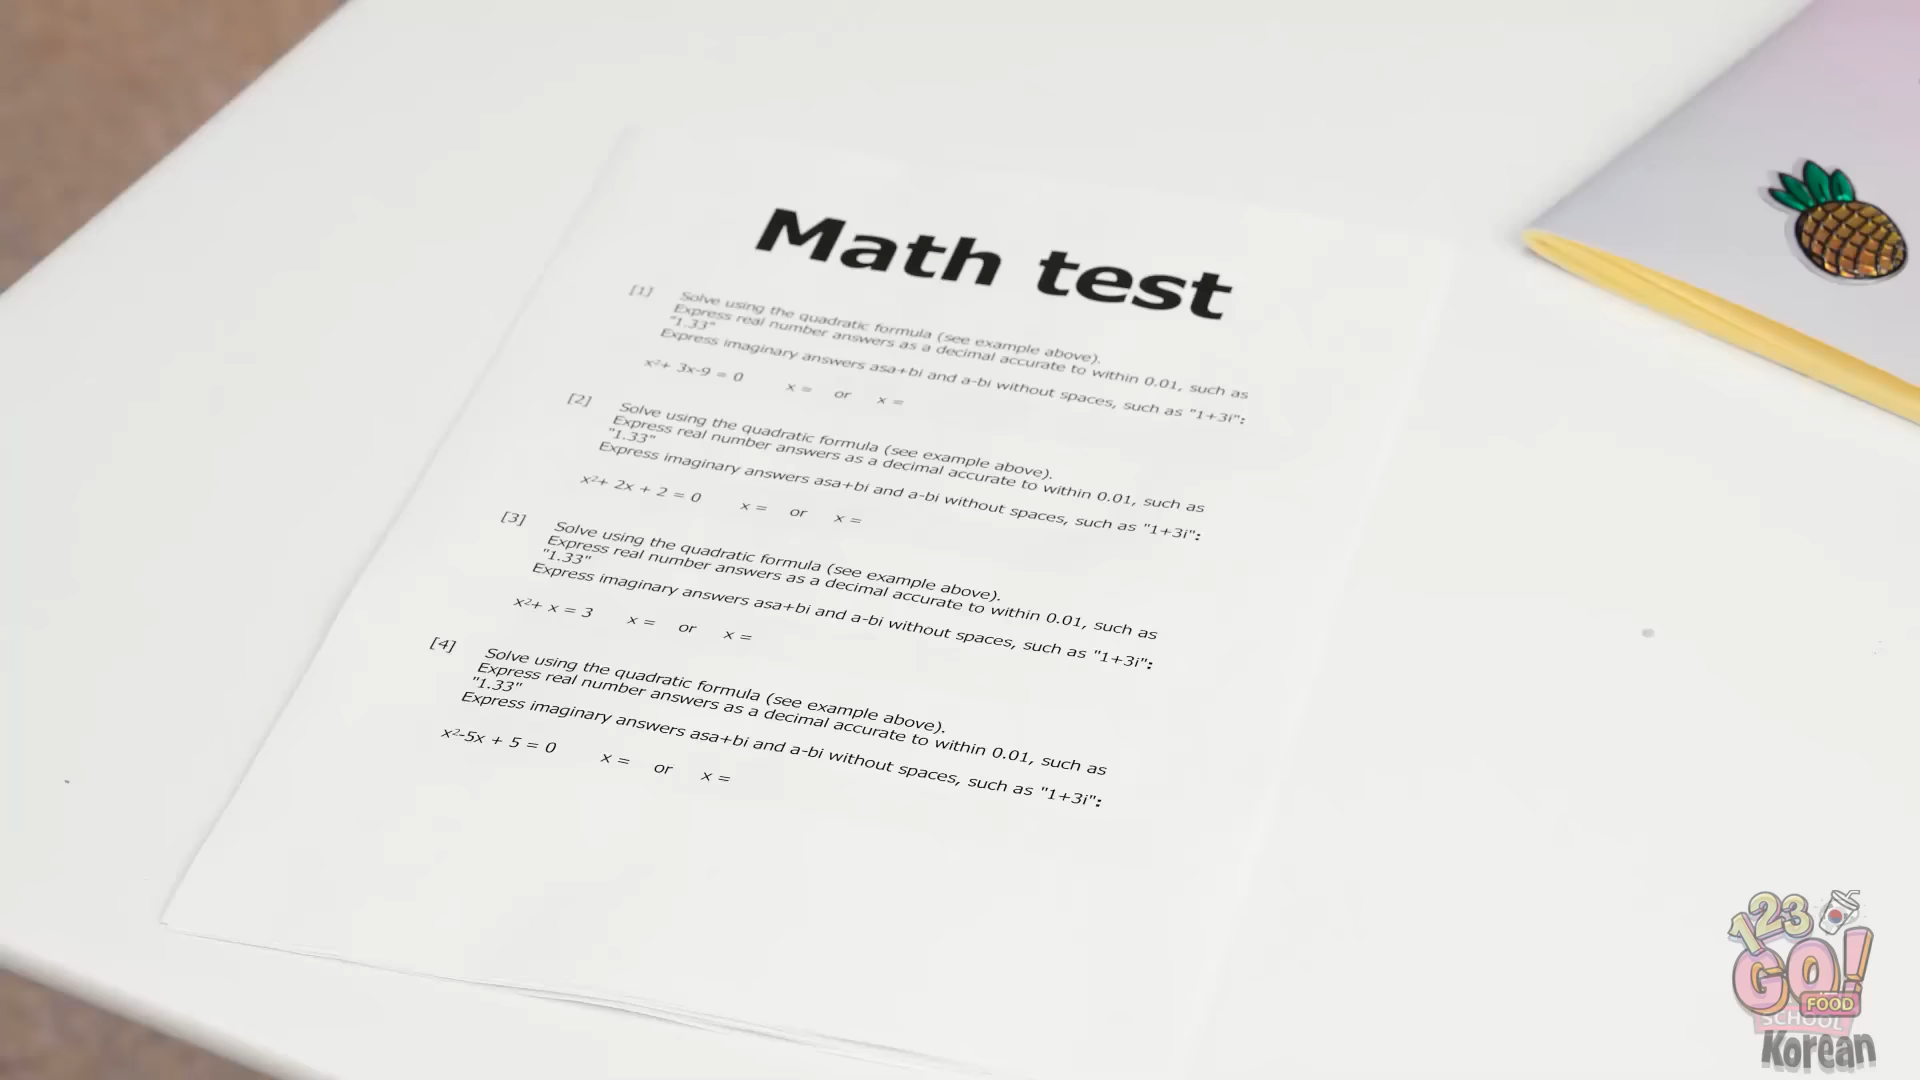 Math test
[1] Solve using the quadratic formula (see example above).
Express real number answers as a decimal accurate to within 0.01, such as
"1.33"
Express imaginary answers asa+bi and a-bi without spaces, such as "1+3i":
x²+ 3x-9 = 0 x = or x =
[2] Solve using the quadratic formula (see example above).
Express real number answers as a decimal accurate to within 0.01, such as
"1.33"
Express imaginary answers asa+bi and a-bi without spaces, such as "1+3i":
x²+ 2x + 2 = 0 x = or x =
[3] Solve using the quadratic formula (see example above).
Express real number answers as a decimal accurate to within 0.01, such as
"1.33"
Express imaginary answers asa+bi and a-bi without spaces, such as "1+3i":
x²+ x = 3 x = or x =
[4] Solve using the quadratic formula (see example above).
Express real number answers as a decimal accurate to within 0.01, such as
"1.33"
Express imaginary answers asa+bi and a-bi without spaces, such as "1+3i":
x²-5x + 5 = 0 x = or x =
123
GO!
FOOD
SCHOOL
Korean